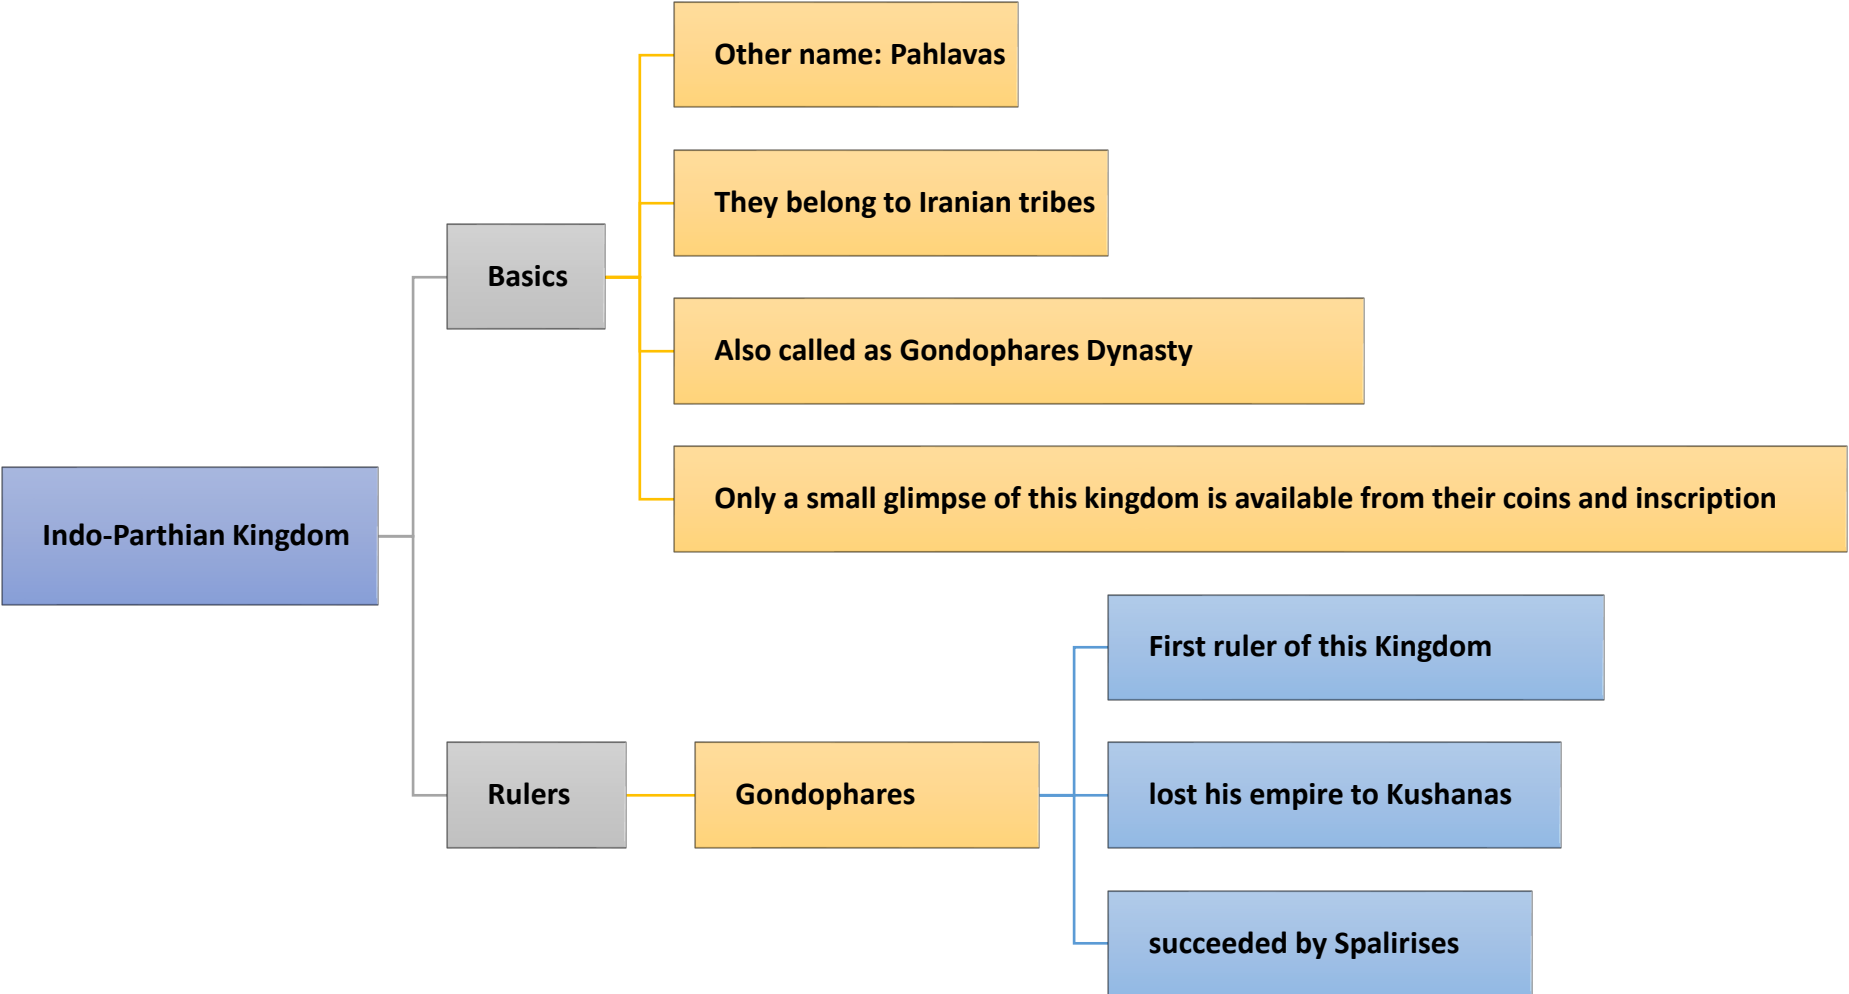 Indo-Parthian Kingdom
Basics
Other name: Pahlavas
They belong to Iranian tribes
Also called as Gondophares Dynasty
Only a small glimpse of this kingdom is available from their coins and inscription
Rulers
Gondophares
First ruler of this Kingdom
lost his empire to Kushanas
succeeded by Spalirises